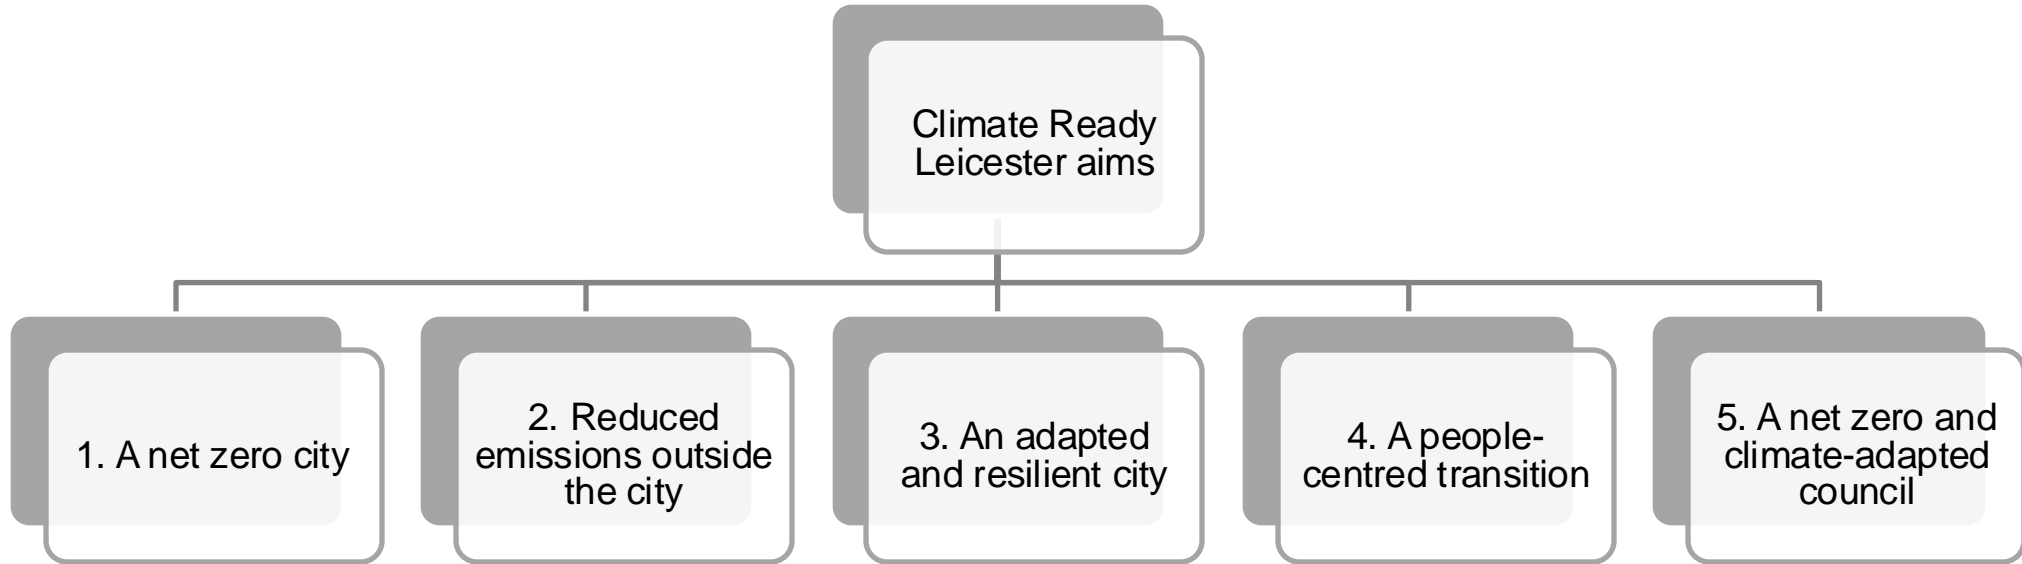 Climate Ready
Leicester aims
1. A net zero city
2. Reduced
emissions outside
the city
3. An adapted
and resilient city
4. A people-
centred transition
5. A net zero and
climate-adapted
council